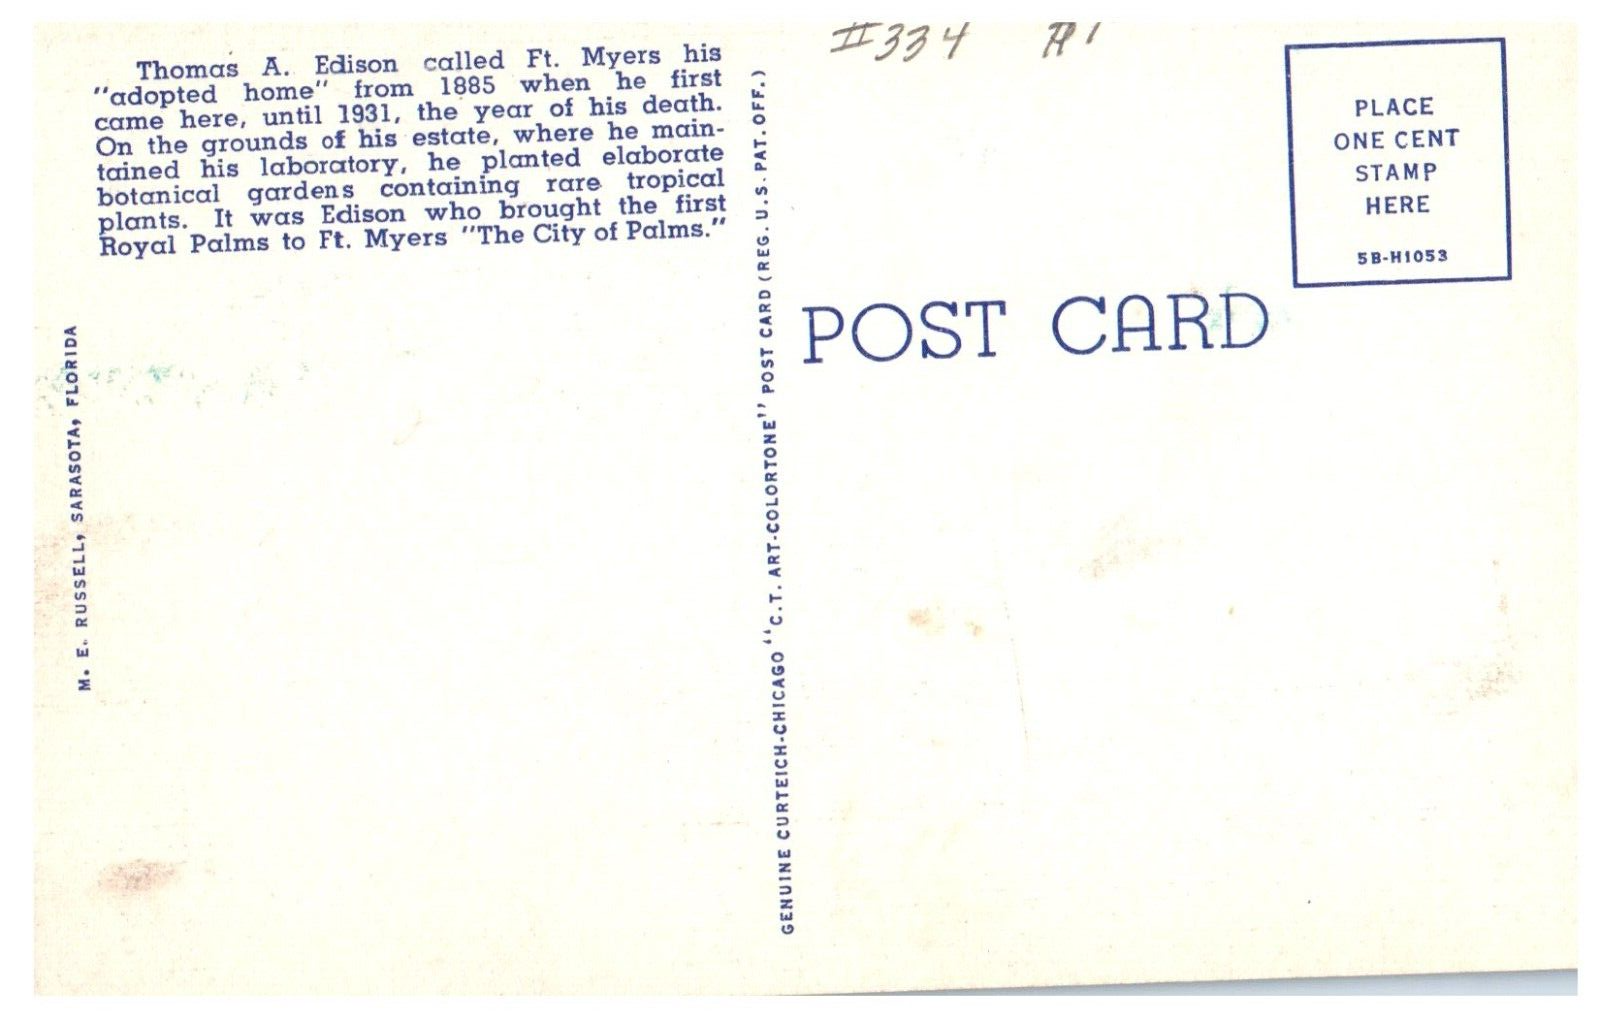 #334 A1
Thomas A. Edison called Ft. Myers his
"adopted home" from 1885 when he first
came here, until 1931, the year of his death.
On the grounds of his estate, where he main-
tained his laboratory, he planted elaborate
botanical gardens containing rare tropical
plants. It was Edison who brought the first
Royal Palms to Ft. Myers "The City of Palms."
M. E. RUSSELL, SARASOTA, FLORIDA
GENUINE CURTEICH-CHICAGO "C.T. ART-COLORTONE" POST CARD (REG. U.S. PAT. OFF.)
POST CARD
PLACE
ONE CENT
STAMP
HERE
5B-H1053